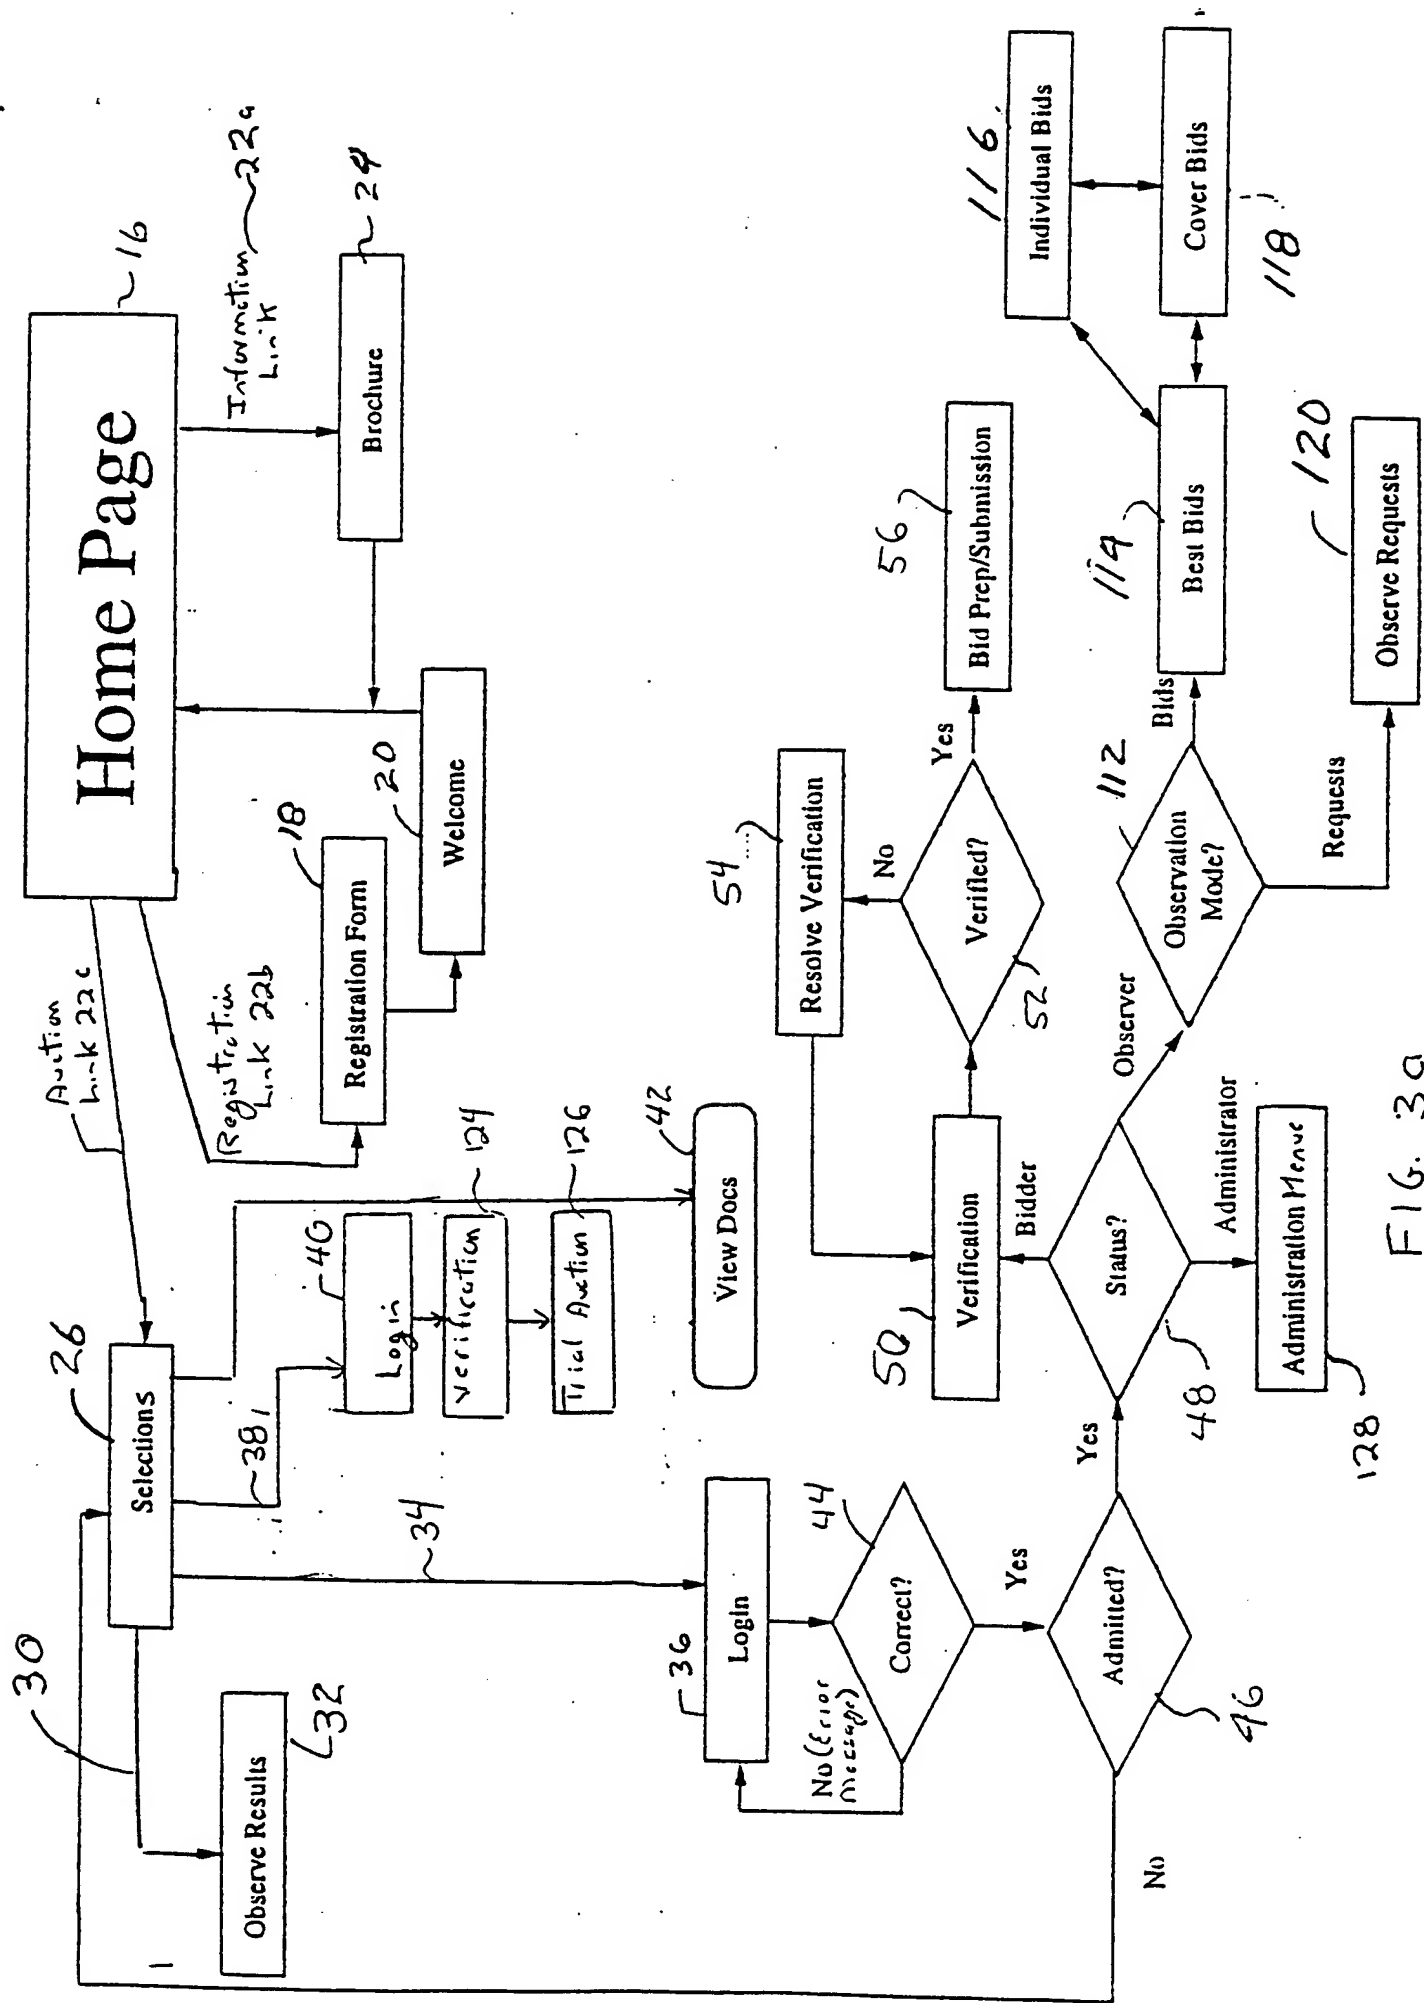 Home Page
16
Information 22a
Link
Brochure
24
Auction
Link 22c
Registration
Link 22b
Registration Form
18
Welcome
20
30
26
Selections
Observe Results
32
34
38
40
Login
Verification
124
Trial Auction
126
42
View Docs
36
Login
No (Error
Message)
Correct?
44
Yes
Admitted?
46
No
Yes
Status?
48
Bidder
Observer
Administrator
Administration Menue
128
50
Verification
Resolve Verification
54
No
Verified?
52
Yes
Bid Prep/Submission
56
Observation
Mode?
112
Bids
Requests
Best Bids
114
Individual Bids
116
Cover Bids
118
Observe Requests
120
FIG. 3a